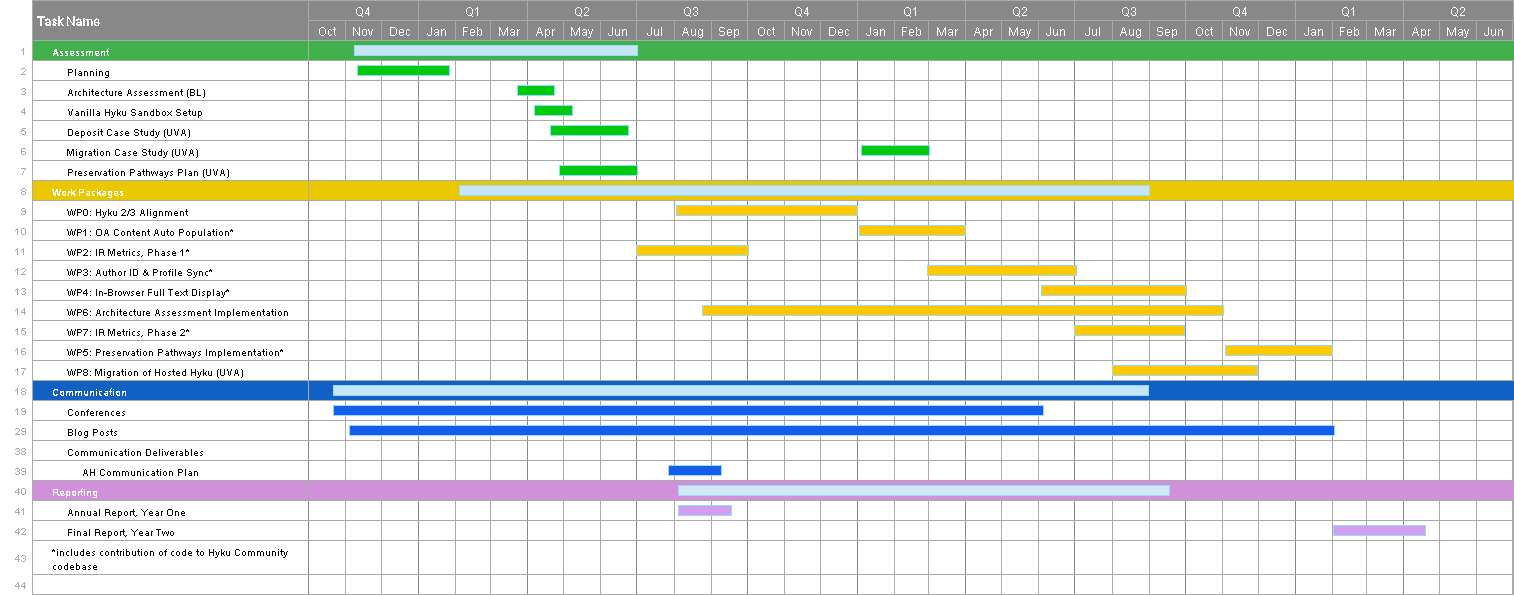 Task Name
Q4 Q1 Q2 Q3 Q4 Q1 Q2 Q3 Q4 Q1 Q2
Oct Nov Dec Jan Feb Mar Apr May Jun Jul Aug Sep Oct Nov Dec Jan Feb Mar Apr May Jun Jul Aug Sep Oct Nov Dec Jan Feb Mar Apr May Jun
1 Assessment
2 Planning
3 Architecture Assessment (BL)
4 Vanilla Hyku Sandbox Setup
5 Deposit Case Study (UVA)
6 Migration Case Study (UVA)
7 Preservation Pathways Plan (UVA)
8 Work Packages
9 WP0: Hyku 2/3 Alignment
10 WP1: OA Content Auto Population*
11 WP2: IR Metrics, Phase 1*
12 WP3: Author ID & Profile Sync*
13 WP4: In-Browser Full Text Display*
14 WP6: Architecture Assessment Implementation
15 WP7: IR Metrics, Phase 2*
16 WP5: Preservation Pathways Implementation*
17 WP8: Migration of Hosted Hyku (UVA)
18 Communication
19 Conferences
29 Blog Posts
38 Communication Deliverables
39 AH Communication Plan
40 Reporting
41 Annual Report, Year One
42 Final Report, Year Two
43 *includes contribution of code to Hyku Community
codebase
44